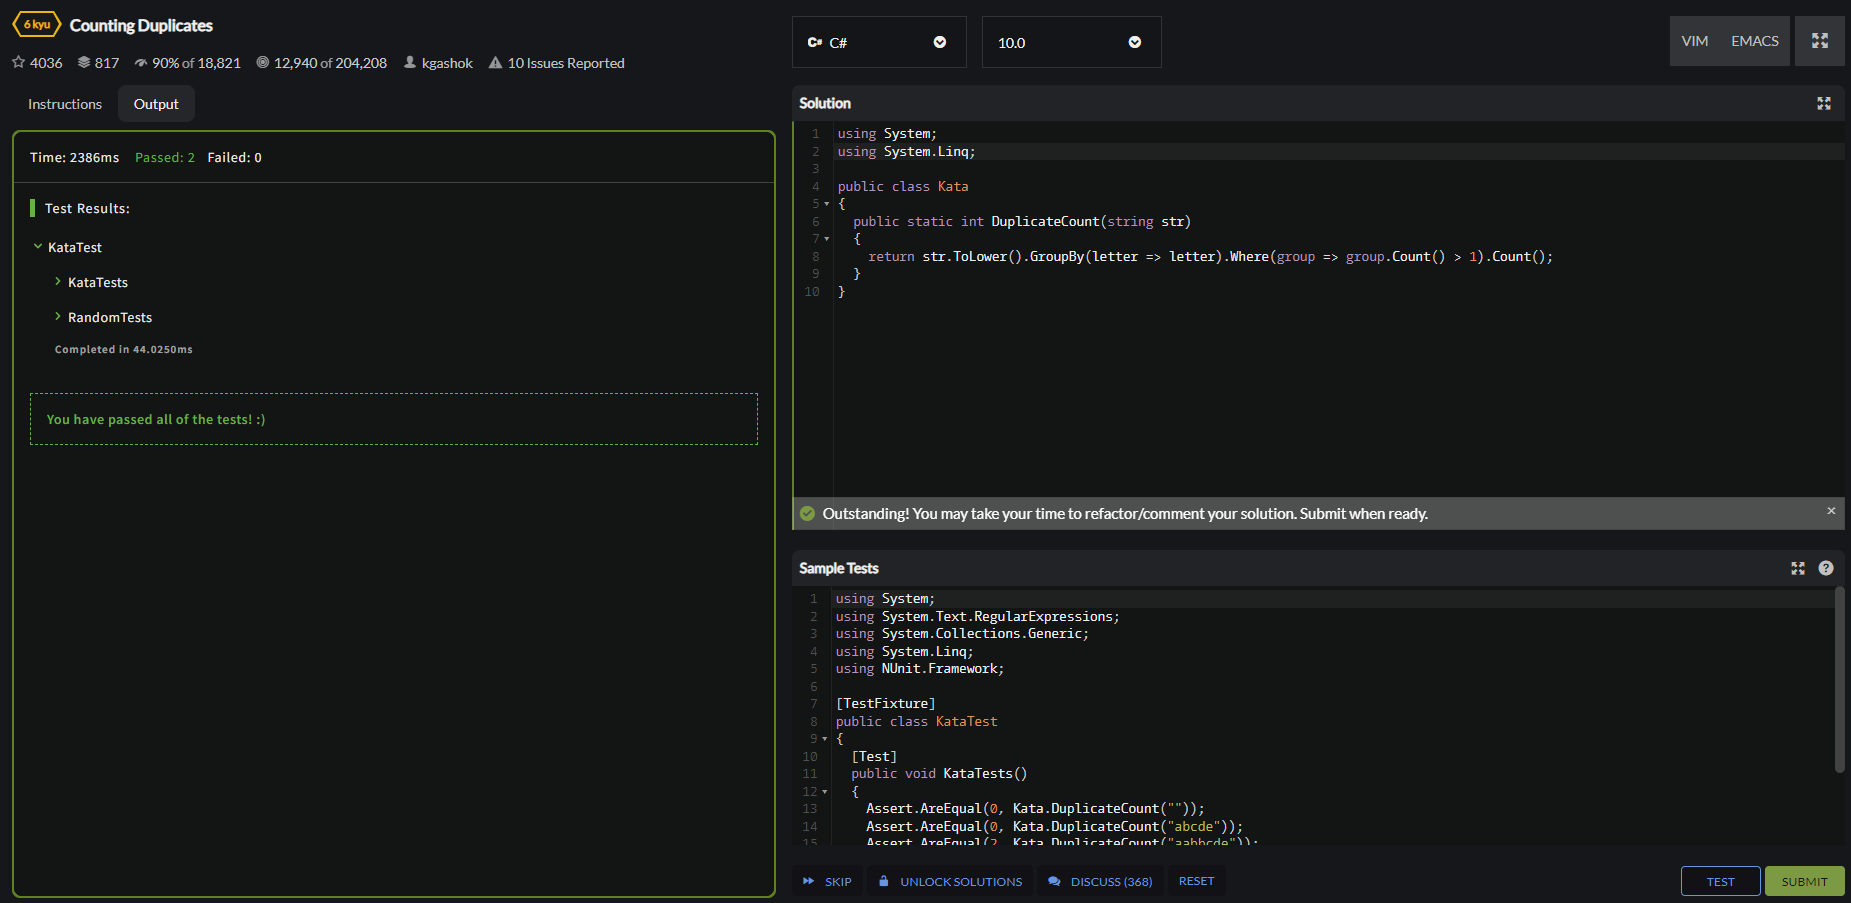 6 kyu Counting Duplicates
4036 817 90% of 18,821 12,940 of 204,208 kgashok 10 Issues Reported
Instructions Output
Time: 2386ms Passed: 2 Failed: 0
Test Results:
KataTest
KataTests
RandomTests
Completed in 44.0250ms
You have passed all of the tests! :)
C# C# 10.0 VIM EMACS
Solution
1 using System;
2 using System.Linq;
3
4 public class Kata
5 {
6 public static int DuplicateCount(string str)
7 {
8 return str.ToLower().GroupBy(letter => letter).Where(group => group.Count() > 1).Count();
9 }
10 }
Outstanding! You may take your time to refactor/comment your solution. Submit when ready. ×
Sample Tests ?
1 using System;
2 using System.Text.RegularExpressions;
3 using System.Collections.Generic;
4 using System.Linq;
5 using NUnit.Framework;
6
7 [TestFixture]
8 public class KataTest
9 {
10 [Test]
11 public void KataTests()
12 {
13 Assert.AreEqual(0, Kata.DuplicateCount(""));
14 Assert.AreEqual(0, Kata.DuplicateCount("abcde"));
15 Assert.AreEqual(2, Kata.DuplicateCount("aabbcde"));
SKIP UNLOCK SOLUTIONS DISCUSS (368) RESET TEST SUBMIT